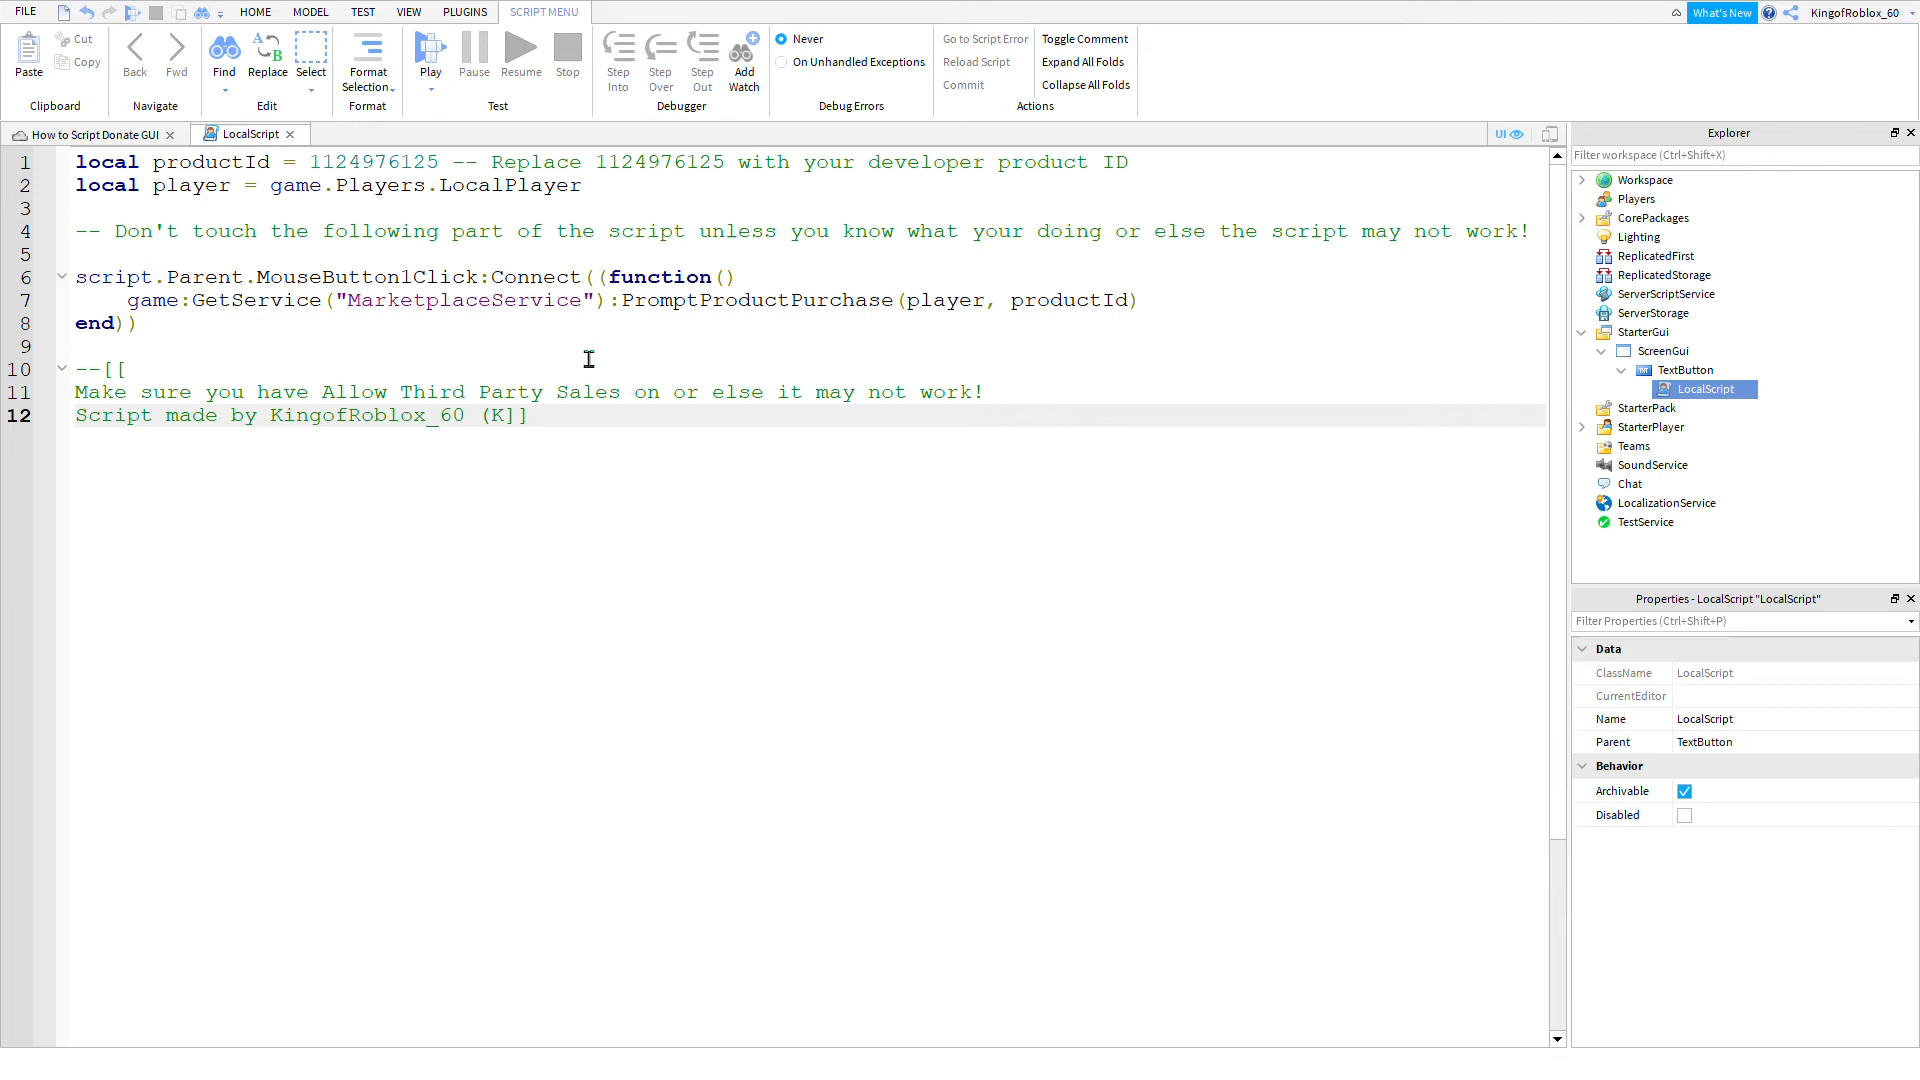 FILE HOME MODEL TEST VIEW PLUGINS SCRIPT MENU What's New KingofRoblox_60
Paste Cut Copy Clipboard
Back Fwd Navigate
Find Replace Select Edit
Format Selection Format
Play Pause Resume Stop Test
Step Into Step Over Step Out Add Watch Debugger
Never
On Unhandled Exceptions
Debug Errors
Go to Script Error Toggle Comment
Reload Script Expand All Folds
Commit Collapse All Folds
Actions
How to Script Donate GUI LocalScript UI
1 local productId = 1124976125 -- Replace 1124976125 with your developer product ID
2 local player = game.Players.LocalPlayer
3
4 -- Don't touch the following part of the script unless you know what your doing or else the script may not work!
5
6 script.Parent.MouseButton1Click:Connect((function()
7 game:GetService("MarketplaceService"):PromptProductPurchase(player, productId)
8 end))
9
10 --[[
11 Make sure you have Allow Third Party Sales on or else it may not work!
12 Script made by KingofRoblox_60 (K]]
Explorer
Filter workspace (Ctrl+Shift+X)
Workspace
Players
CorePackages
Lighting
ReplicatedFirst
ReplicatedStorage
ServerScriptService
ServerStorage
StarterGui
ScreenGui
TXT TextButton
LocalScript
StarterPack
StarterPlayer
Teams
SoundService
Chat
LocalizationService
TestService
Properties - LocalScript "LocalScript"
Filter Properties (Ctrl+Shift+P)
Data
ClassName LocalScript
CurrentEditor
Name LocalScript
Parent TextButton
Behavior
Archivable
Disabled